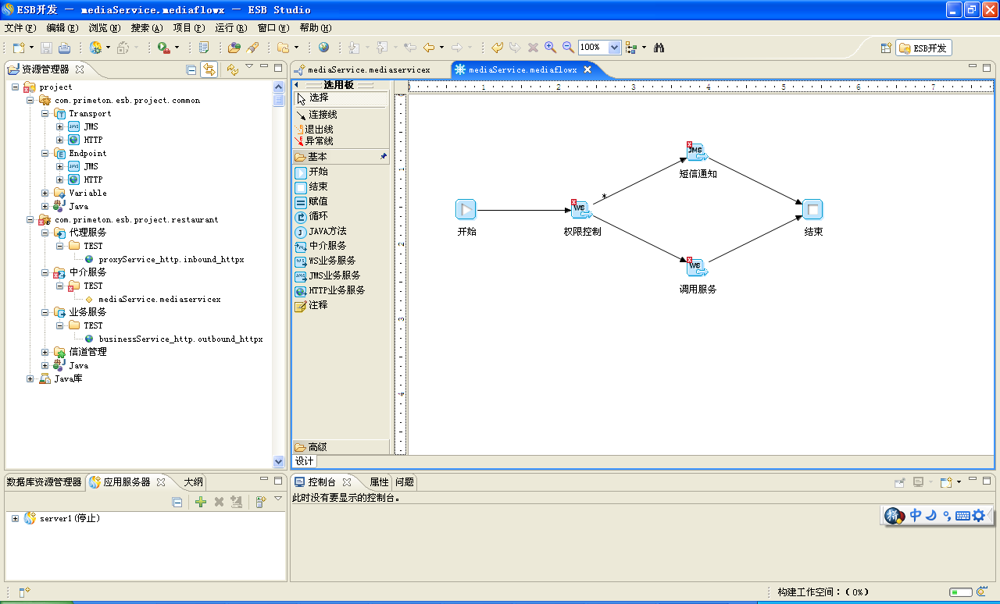 ESB开发 — mediaService.mediaflowx — ESB Studio
文件(F) 编辑(E) 浏览(N) 搜索(A) 项目(P) 运行(R) 窗口(W) 帮助(H)
100%
ESB开发
资源管理器
project
com.primeton.esb.project.common
Transport
JMS
HTTP
Endpoint
JMS
HTTP
Variable
Java
com.primeton.esb.project.restaurant
代理服务
TEST
proxyService_http.inbound_httpx
中介服务
TEST
mediaService.mediaservicex
业务服务
TEST
businessService_http.outbound_httpx
信道管理
Java
Java库
mediaService.mediaservicex
mediaService.mediaflowx
选用板
选择
连接线
退出线
异常线
基本
开始
结束
赋值
循环
JAVA方法
中介服务
WS业务服务
JMS业务服务
HTTP业务服务
注释
高级
设计
1 2 3 4 5 6 7
1
2
3
4
JMS
短信通知
*
开始
WS
权限控制
结束
WS
调用服务
数据库资源管理器 应用服务器 大纲
server1(停止)
控制台 属性 问题
此时没有要显示的控制台。
拼 中
构建工作空间：（0%）